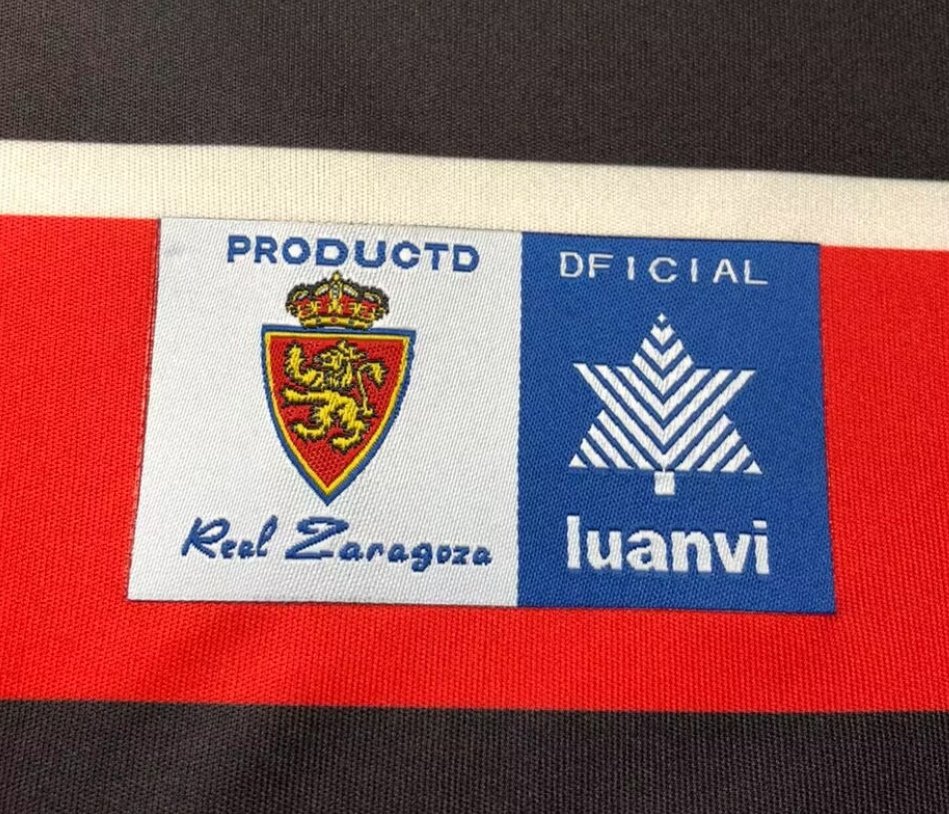 PRODUCTD
DFICIAL
Real Zaragoza
luanvi